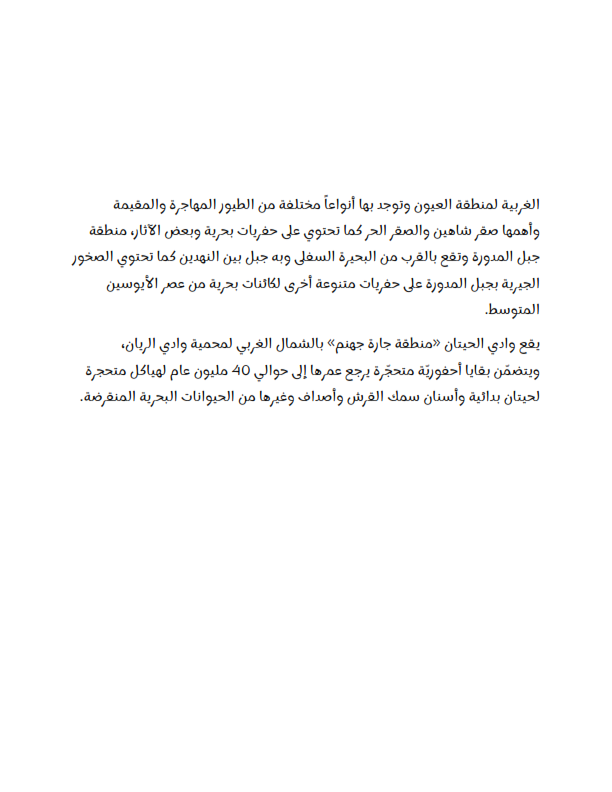 الغربية لمنطقة العيون وتوجد بها أنواعاً مختلفة من الطيور المهاجرة والمقيمة
وأهمها صقر شاهين والصقر الحر كما تحتوي على حفريات بحرية وبعض الآثار، منطقة
جبل المدورة وتقع بالقرب من البحيرة السفلى وبه جبل بين النهدين كما تحتوي الصخور
الجيرية بجبل المدورة على حفريات متنوعة أخرى لكائنات بحرية من عصر الأيوسين
المتوسط.
يقع وادي الحيتان «منطقة جارة جهنم» بالشمال الغربي لمحمية وادي الريان،
ويتضمّن بقايا أحفوريّة متحجّرة يرجع عمرها إلى حوالي 40 مليون عام لهياكل متحجرة
لحيتان بدائية وأسنان سمك القرش وأصداف وغيرها من الحيوانات البحرية المنقرضة.